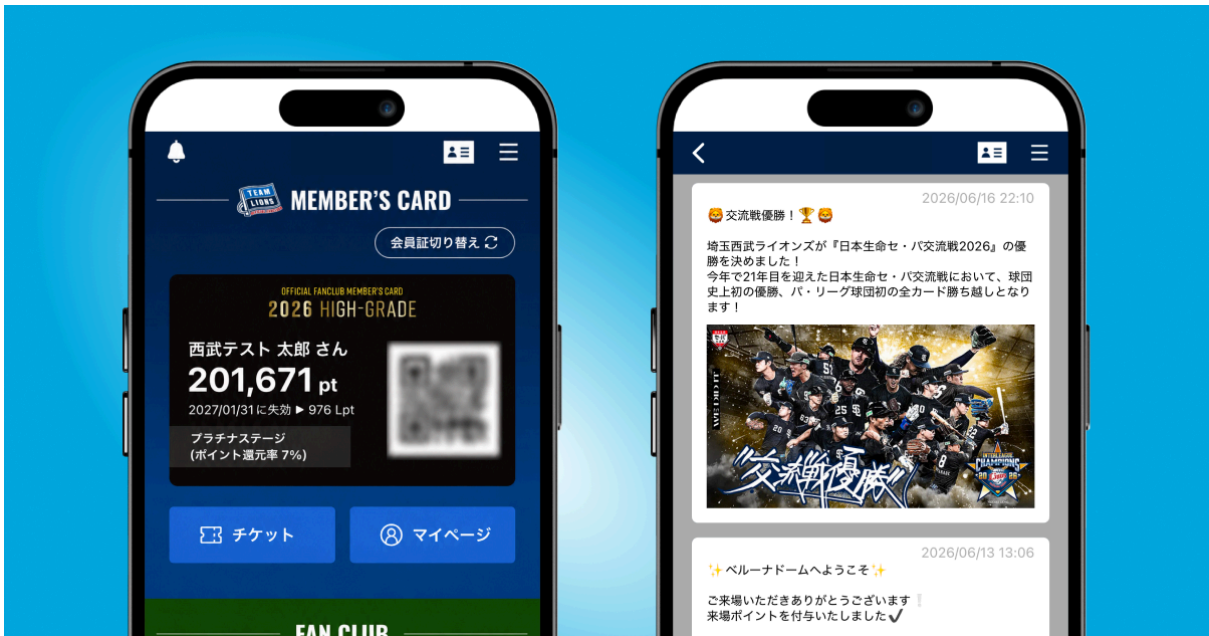 TEAM
LIONS
MEMBER'S CARD
会員証切り替え
OFFICIAL FANCLUB MEMBER'S CARD
2026 HIGH-GRADE
西武テスト 太郎 さん
201,671 pt
2027/01/31に失効 ▶ 976 Lpt
プラチナステージ
(ポイント還元率 7%)
チケット
マイページ
FAN CLUB
2026/06/16 22:10
🦁交流戦優勝！🏆🦁
埼玉西武ライオンズが『日本生命セ・パ交流戦2026』の優
勝を決めました！
今年で21年目を迎えた日本生命セ・パ交流戦において、球団
史上初の優勝、パ・リーグ球団初の全カード勝ち越しとなり
ます！
"交流戦優勝"
INTERLEAGUE
CHAMPIONS
20 26
2026/06/13 13:06
✨ベルーナドームへようこそ✨
ご来場いただきありがとうございます❕
来場ポイントを付与いたしました✔